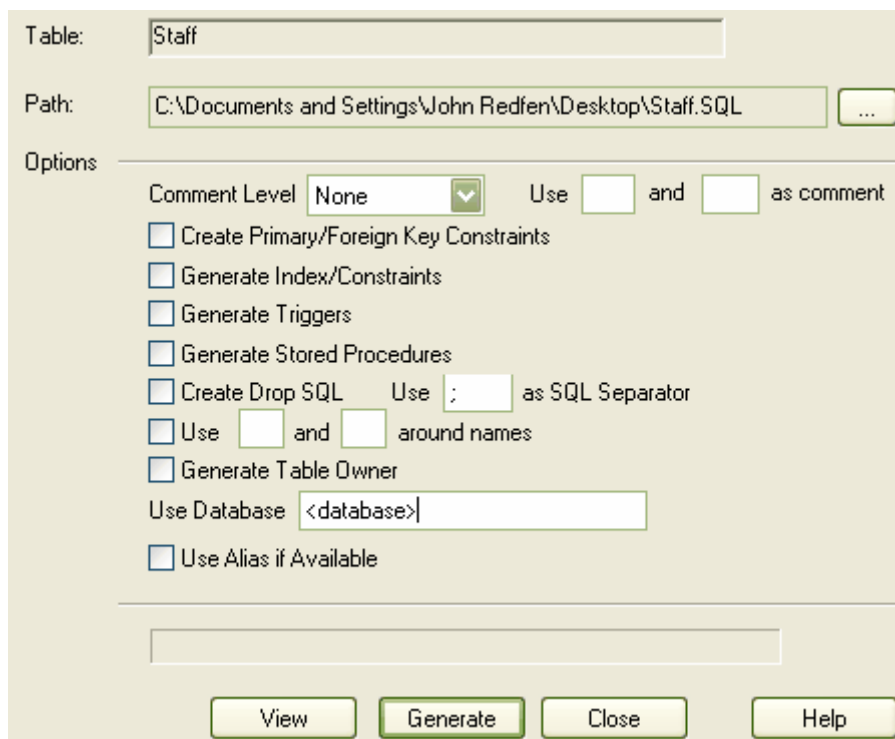 Table: Staff
Path: C:\Documents and Settings\John Redfen\Desktop\Staff.SQL ...
Options
Comment Level None Use and as comment
Create Primary/Foreign Key Constraints
Generate Index/Constraints
Generate Triggers
Generate Stored Procedures
Create Drop SQL Use ; as SQL Separator
Use and around names
Generate Table Owner
Use Database <database>
Use Alias if Available
View Generate Close Help